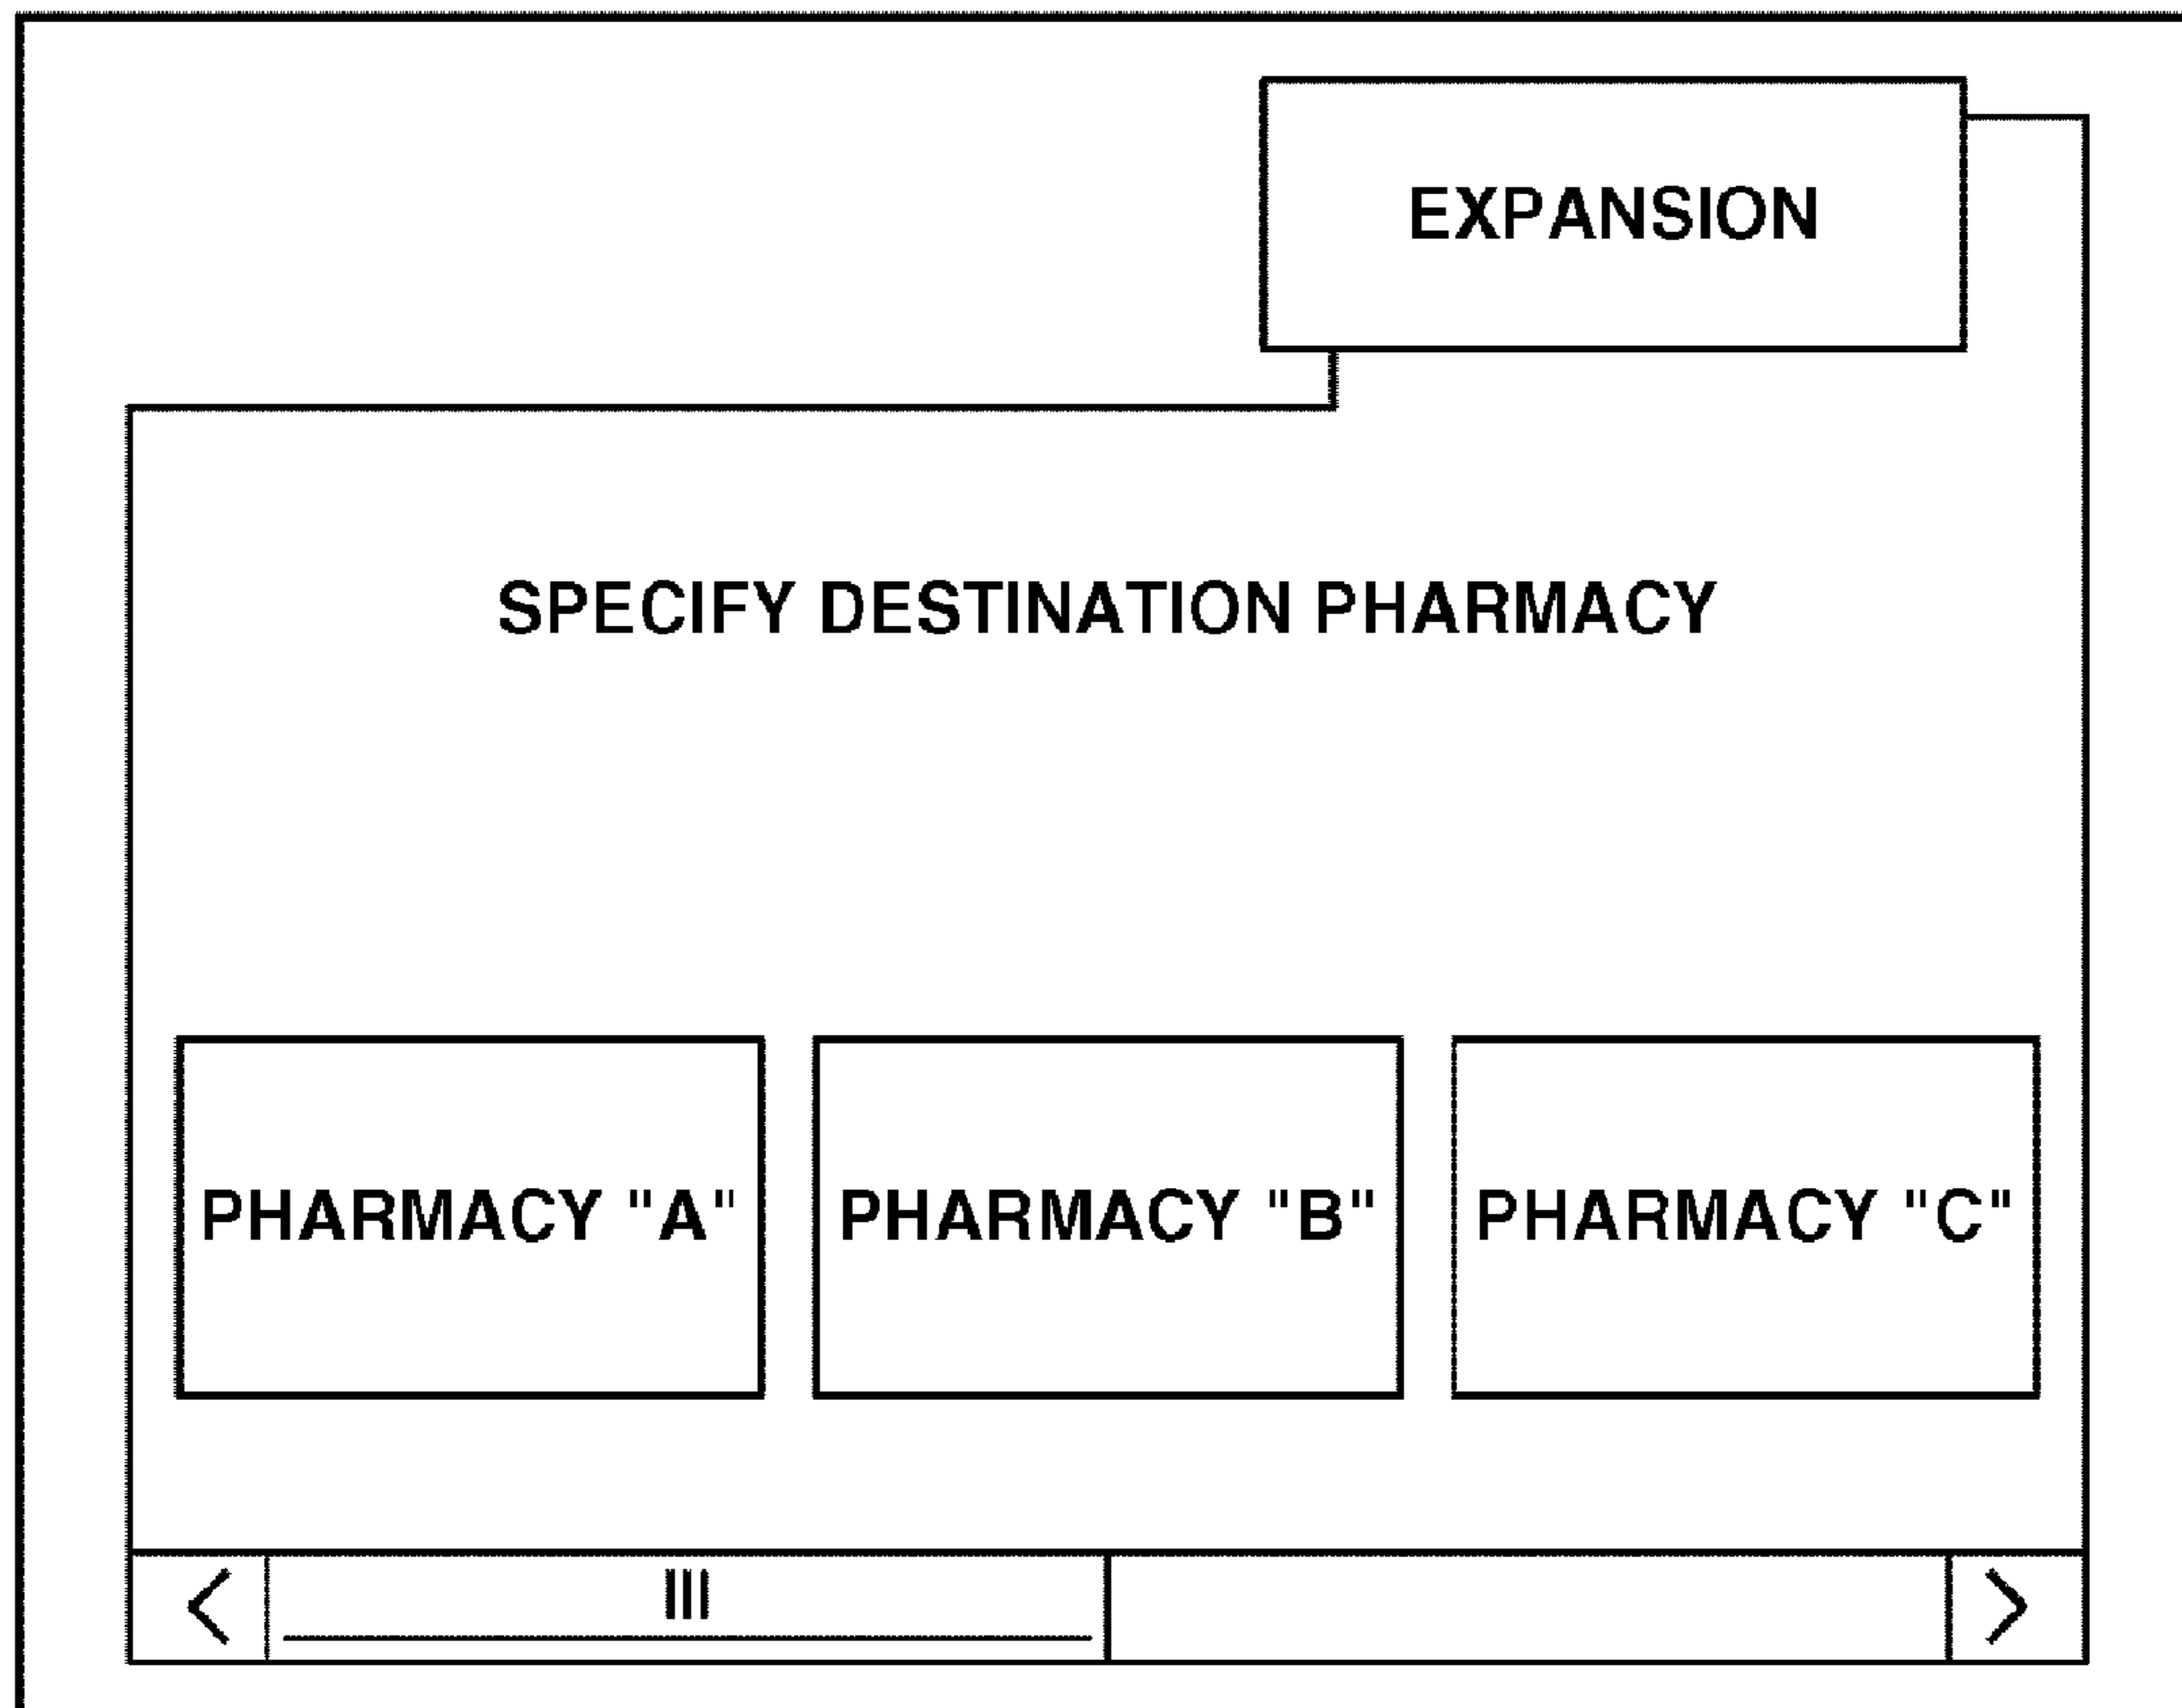 EXPANSION
SPECIFY DESTINATION PHARMACY
PHARMACY "A" PHARMACY "B" PHARMACY "C"